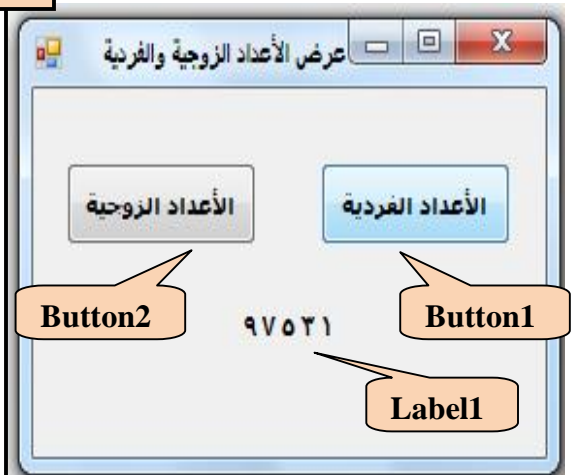 عرض الأعداد الزوجية والفردية
الأعداد الفردية
الأعداد الزوجية
Button2
Button1
٩٧٥٣١
Label1